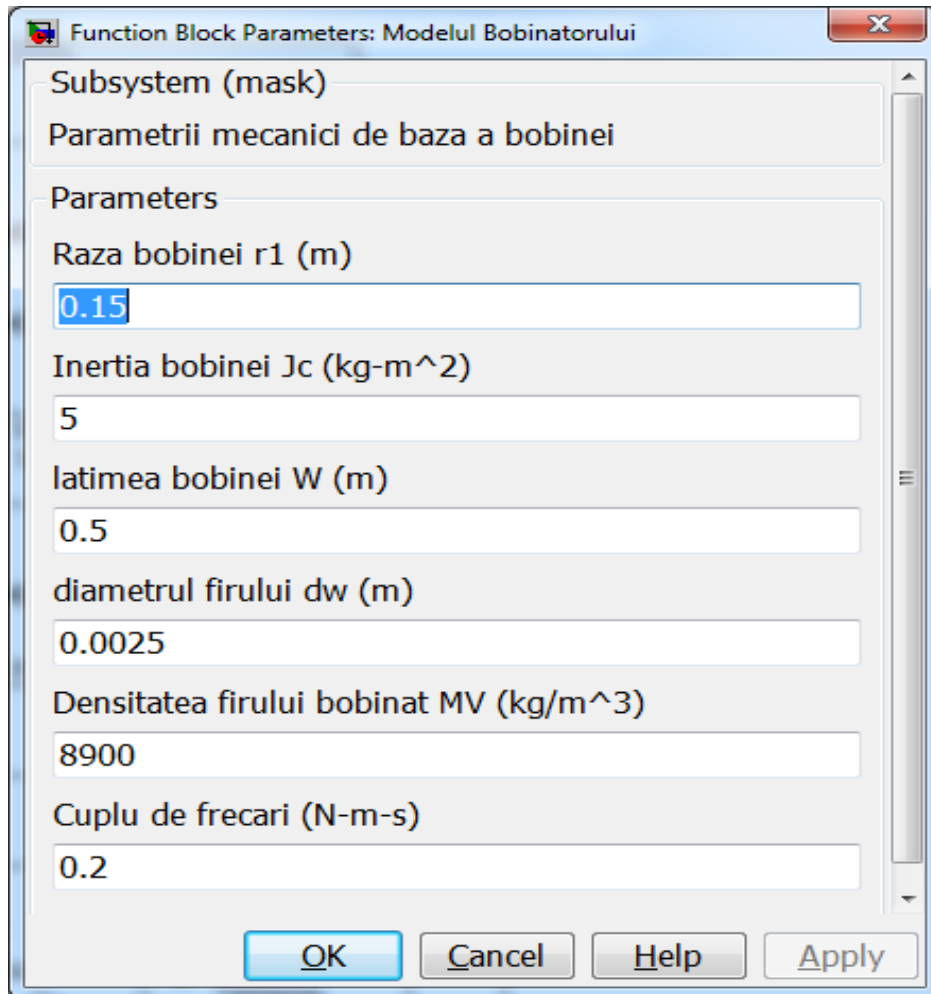 Function Block Parameters: Modelul Bobinatorului
Subsystem (mask)
Parametrii mecanici de baza a bobinei
Parameters
Raza bobinei r1 (m)
0.15
Inertia bobinei Jc (kg-m^2)
5
latimea bobinei W (m)
0.5
diametrul firului dw (m)
0.0025
Densitatea firului bobinat MV (kg/m^3)
8900
Cuplu de frecari (N-m-s)
0.2
OK Cancel Help Apply